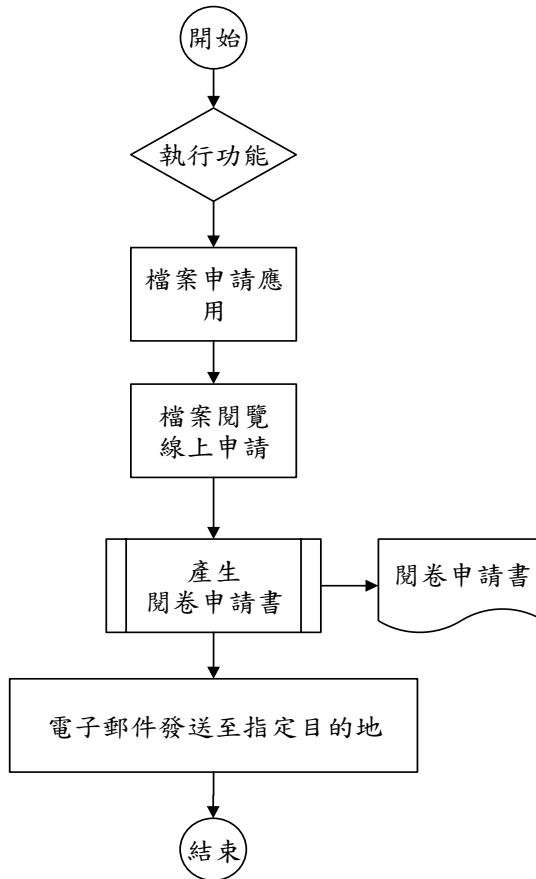 開始
執行功能
檔案申請應
用
檔案閱覽
線上申請
產生
閱卷申請書
閱卷申請書
電子郵件發送至指定目的地
結束